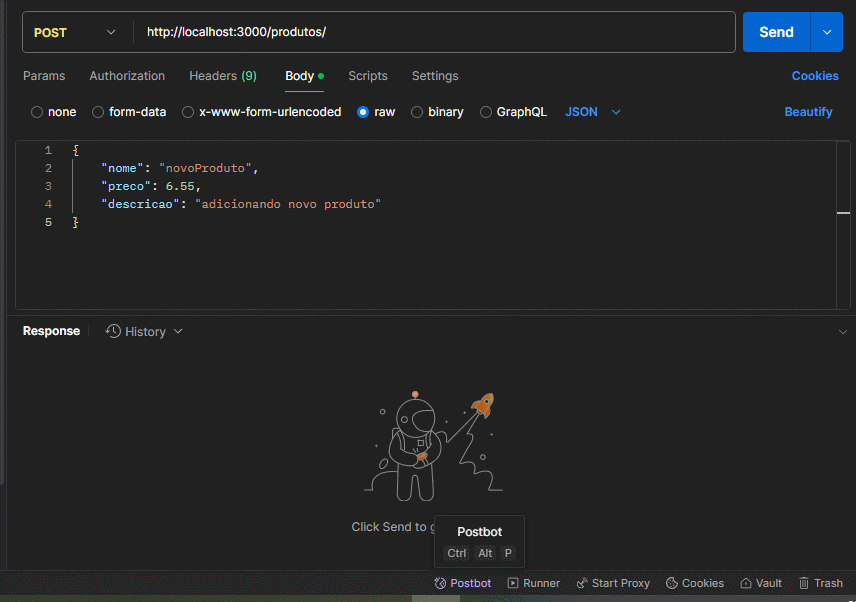 POST http://localhost:3000/produtos/ Send
Params Authorization Headers (9) Body Scripts Settings Cookies
none form-data x-www-form-urlencoded raw binary GraphQL JSON Beautify
1 {
2 "nome": "novoProduto",
3 "preco": 6.55,
4 "descricao": "adicionando novo produto"
5 }
Response History
Click Send to
Postbot
Ctrl Alt P
Postbot Runner Start Proxy Cookies Vault Trash